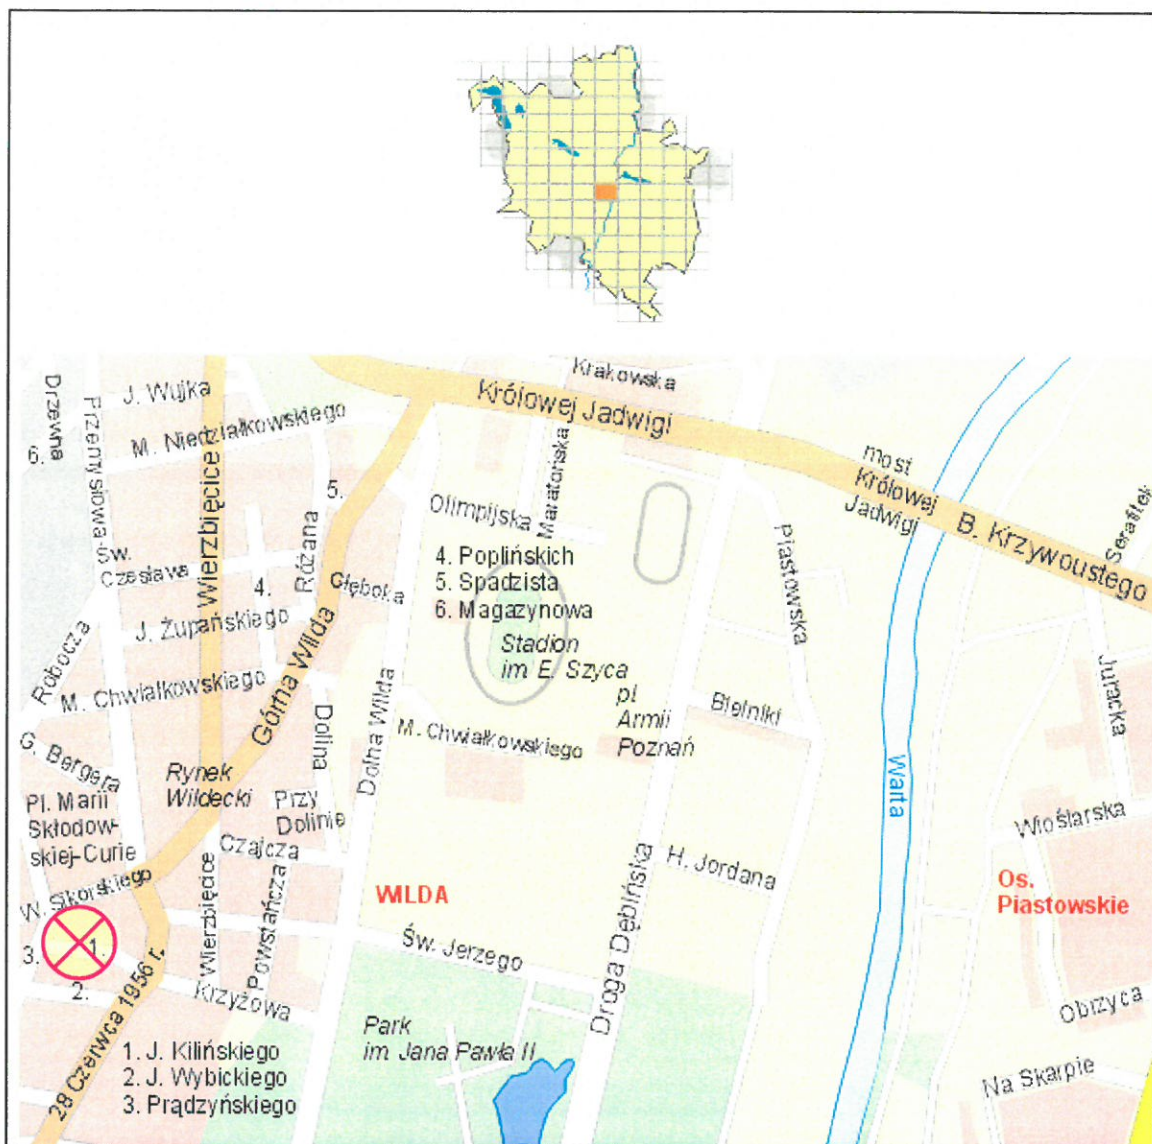 Krakowska
Królowej Jadwigi
Drzewna
Przemysłowa
J. Wujka
M. Niedziałkowskiego
6.
Wierzbięcice
most
Królowej
Jadwigi
B. Krzywoustego
5.
Olimpijska
Maratońska
Piastowska
Św.
Czesława
4.
Różana
Głęboka
4. Poplińskich
5. Spadzista
6. Magazynowa
Stadion
im. E. Szyca
Robocza
J. Żupańskiego
M. Chwiałkowskiego
Górna Wilda
Dolina
Dolna Wilda
M. Chwiałkowskiego
pl.
Armii
Poznań
Bielniki
Juracka
Warta
G. Bergera
Rynek
Wildecki
Pl. Marii
Skłodow-
skiej-Curie
Przy
Dolinie
Czajcza
Wioślarska
H. Jordana
W. Sikorskiego
Wierzbięcice
Powstańcza
WILDA
Droga Dębińska
Os.
Piastowskie
3.
1.
2.
Św. Jerzego
Krzyżowa
28 Czerwca 1956 r.
Park
im. Jana Pawła II
Obrzyca
Na Skarpie
1. J. Kilińskiego
2. J. Wybickiego
3. Prądzyńskiego